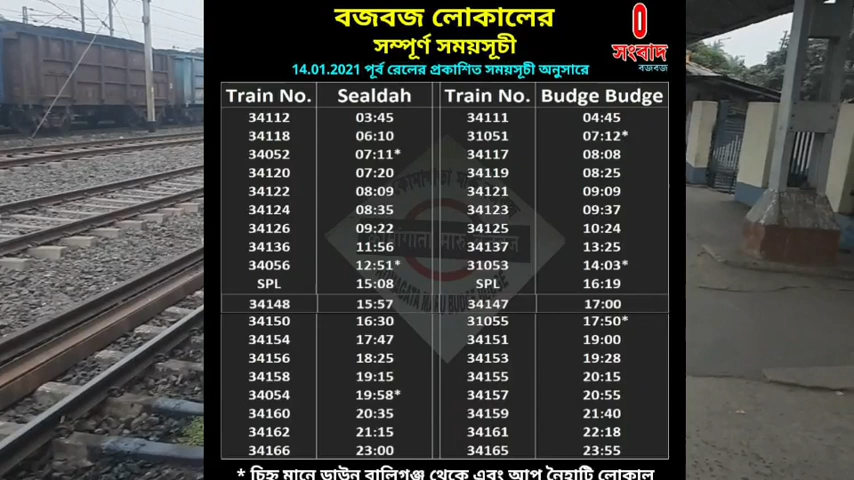 বজবজ লোকালের
সম্পূর্ণ সময়সূচী
14.01.2021 পূর্ব রেলের প্রকাশিত সময়সূচী অনুসারে
সংবাদ
বজবজ
Train No. Sealdah Train No. Budge Budge
34112 03:45 34111 04:45
34118 06:10 31051 07:12*
34052 07:11* 34117 08:08
34120 07:20 34119 08:25
34122 08:09 34121 09:09
34124 08:35 34123 09:37
34126 09:22 34125 10:24
34136 11:56 34137 13:25
34056 12:51* 31053 14:03*
SPL 15:08 SPL 16:19
34148 15:57 34147 17:00
34150 16:30 31055 17:50*
34154 17:47 34151 19:00
34156 18:25 34153 19:28
34158 19:15 34155 20:15
34054 19:58* 34157 20:55
34160 20:35 34159 21:40
34162 21:15 34161 22:18
34166 23:00 34165 23:55
* চিহ্ন মানে ডাউন বালিগঞ্জ থেকে এবং আপ নৈহাটি লোকাল